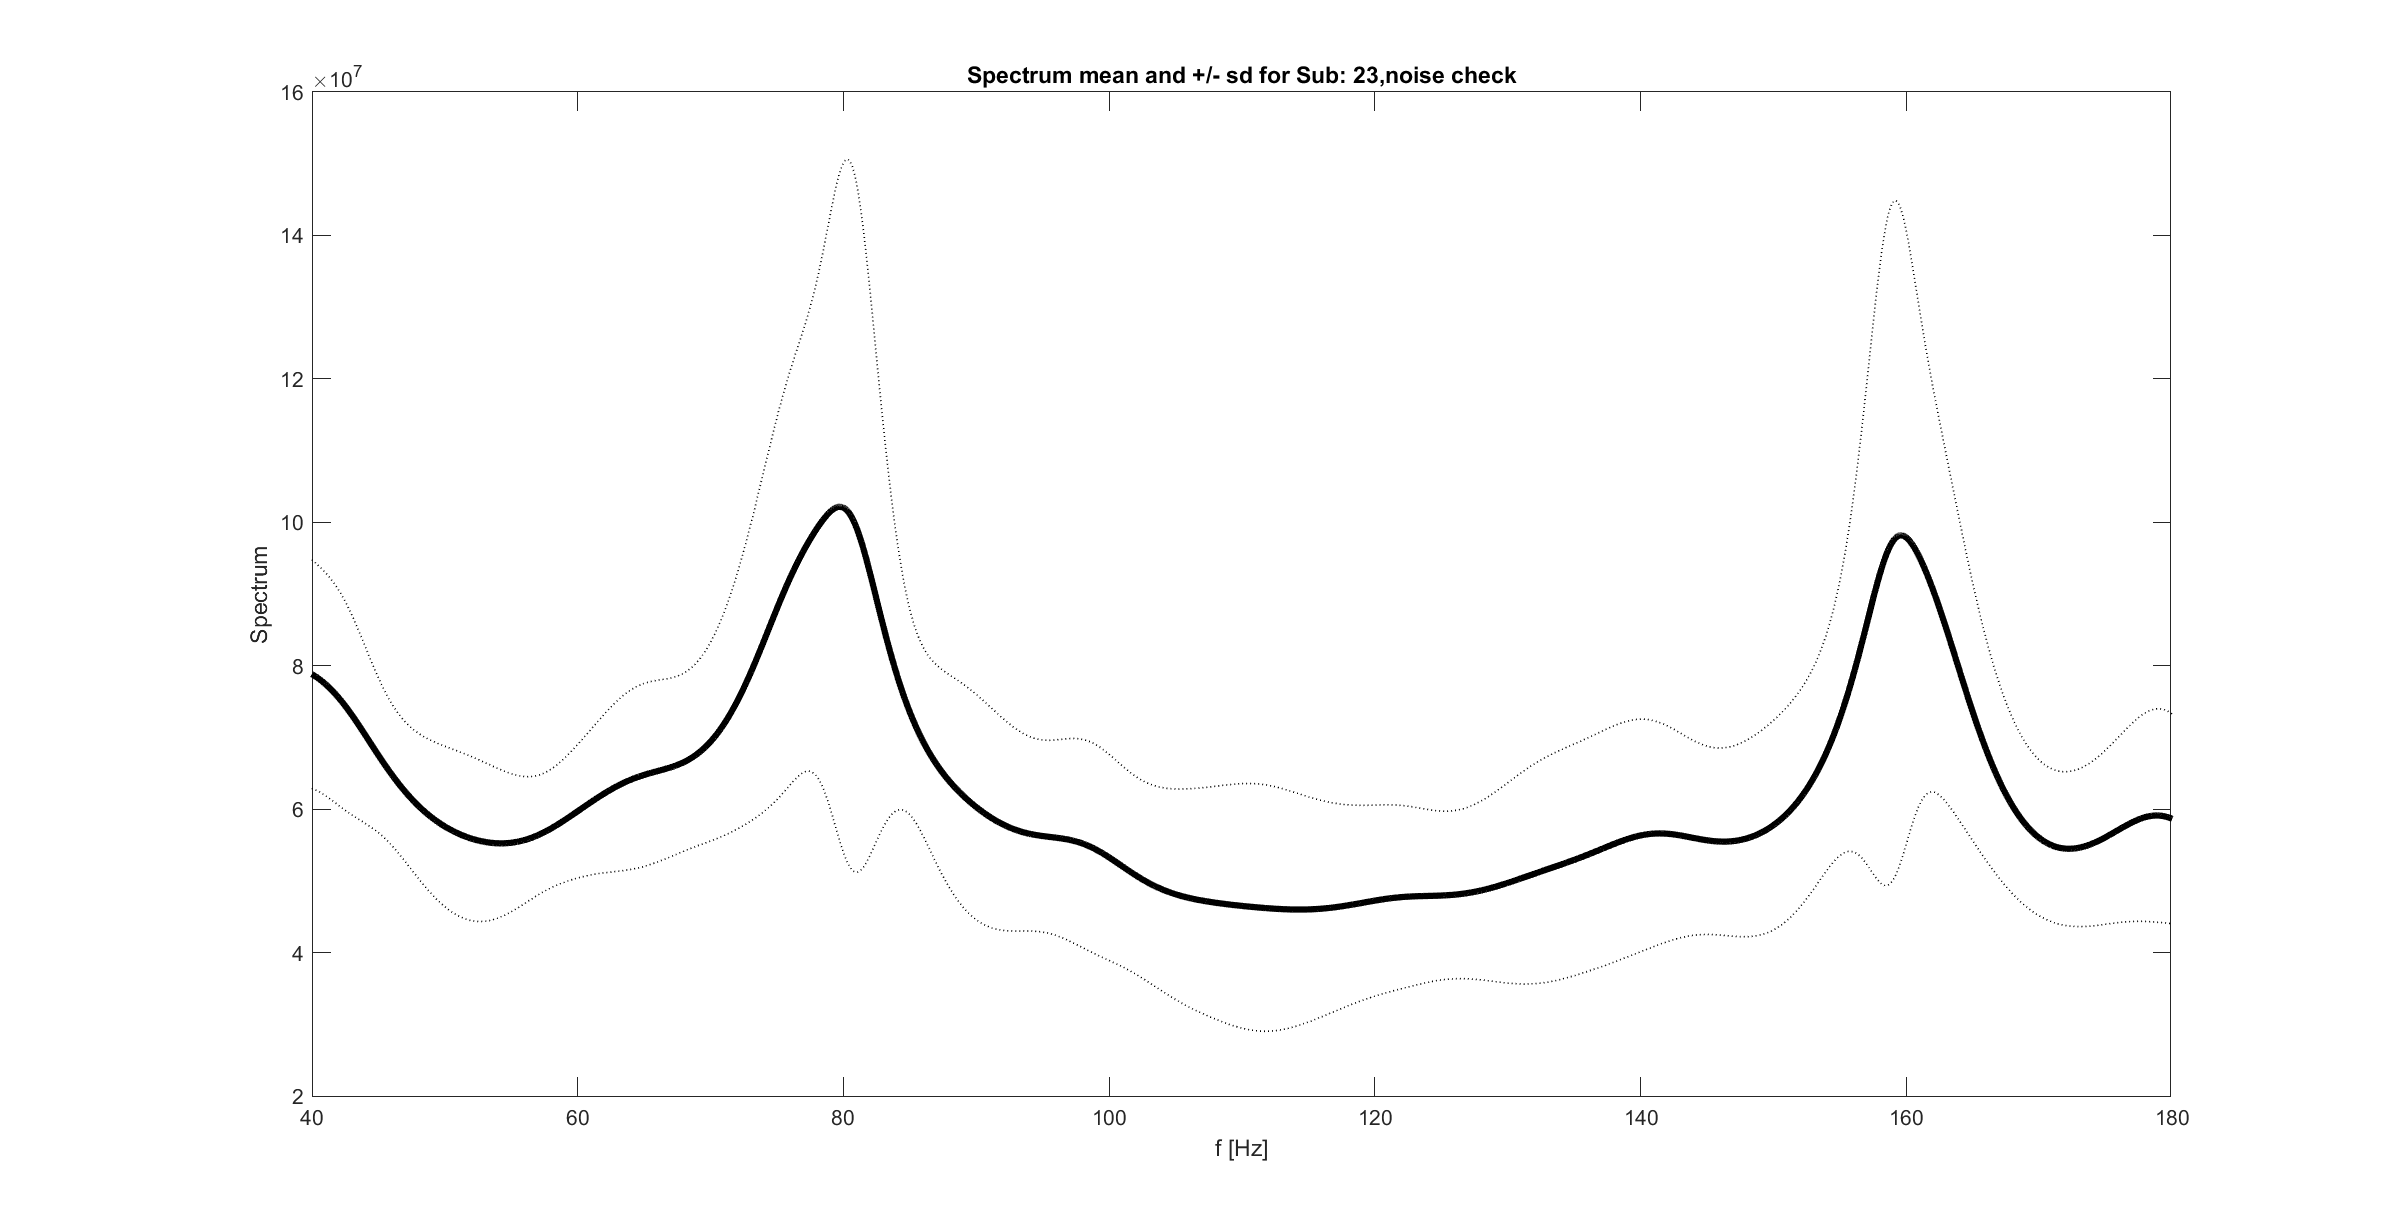 Spectrum mean and +/- sd for Sub: 23,noise check
×10^7
16
14
12
10
8
6
4
2
Spectrum
40 60 80 100 120 140 160 180
f [Hz]